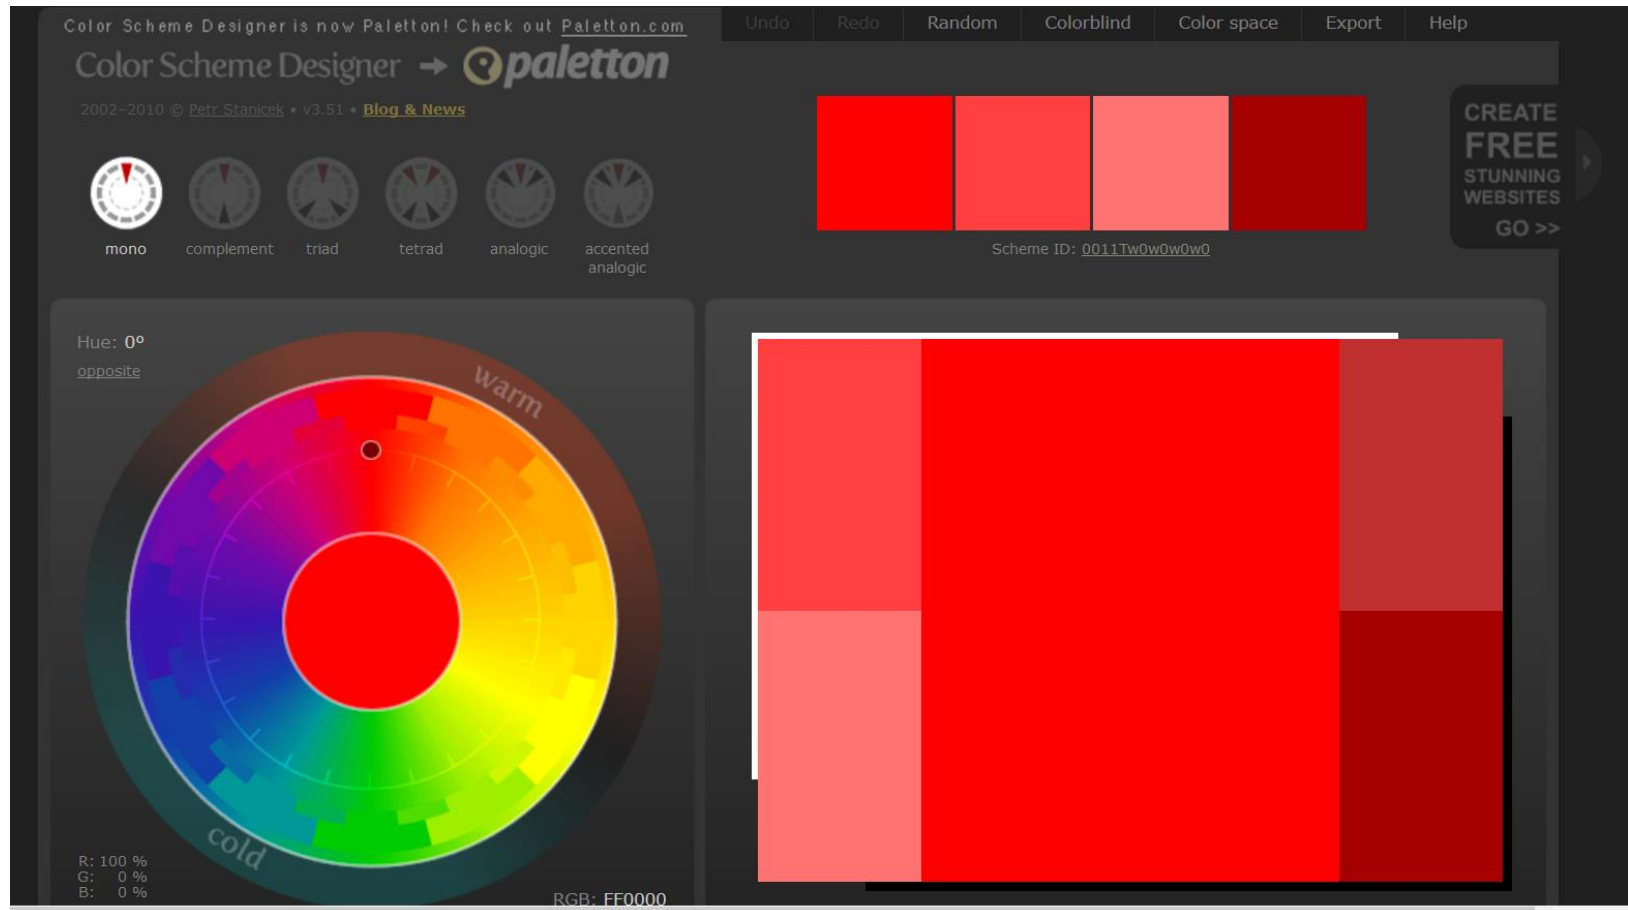 Color Scheme Designer is now Paletton! Check out Paletton.com
Undo Redo Random Colorblind Color space Export Help
Color Scheme Designer → paletton
2002–2010 © Petr Stanicek • v3.51 • Blog & News
CREATE
FREE
STUNNING
WEBSITES
GO >>
mono complement triad tetrad analogic accented
analogic
Scheme ID: 0011Tw0w0w0w0
Hue: 0º
opposite
warm
cold
R: 100 %
G: 0 %
B: 0 %
RGB: FF0000